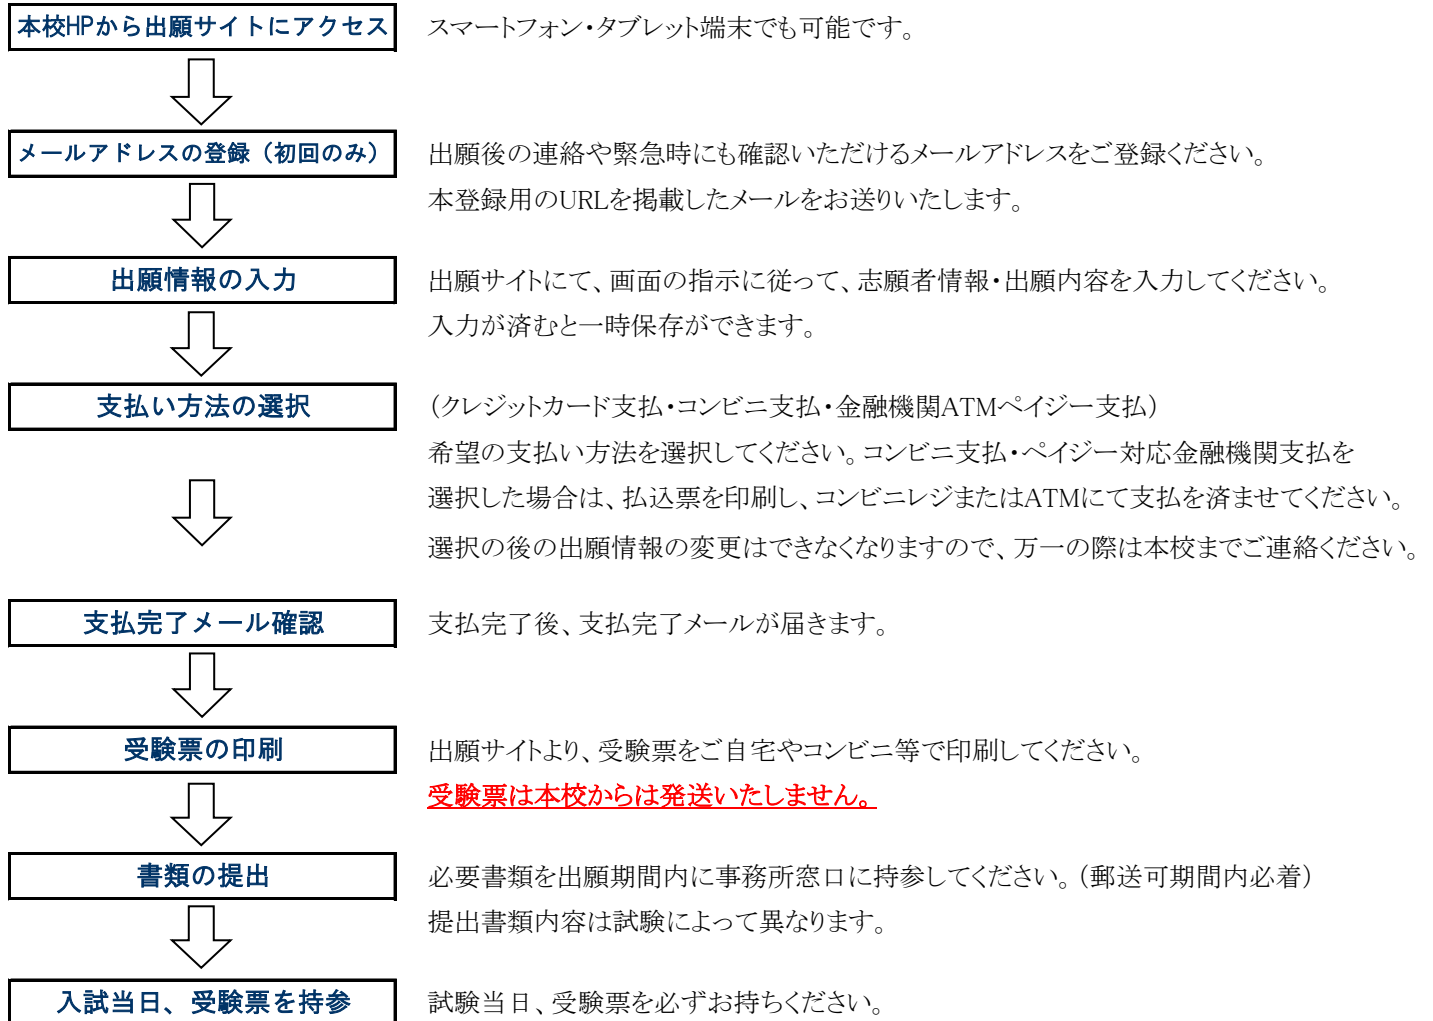 本校HPから出願サイトにアクセス
スマートフォン・タブレット端末でも可能です。
メールアドレスの登録（初回のみ）
出願後の連絡や緊急時にも確認いただけるメールアドレスをご登録ください。
本登録用のURLを掲載したメールをお送りいたします。
出願情報の入力
出願サイトにて、画面の指示に従って、志願者情報・出願内容を入力してください。
入力が済むと一時保存ができます。
支払い方法の選択
（クレジットカード支払・コンビニ支払・金融機関ATMペイジー支払）
希望の支払い方法を選択してください。コンビニ支払・ペイジー対応金融機関支払を
選択した場合は、払込票を印刷し、コンビニレジまたはATMにて支払を済ませてください。
選択の後の出願情報の変更はできなくなりますので、万一の際は本校までご連絡ください。
支払完了メール確認
支払完了後、支払完了メールが届きます。
受験票の印刷
出願サイトより、受験票をご自宅やコンビニ等で印刷してください。
受験票は本校からは発送いたしません。
書類の提出
必要書類を出願期間内に事務所窓口に持参してください。（郵送可期間内必着）
提出書類内容は試験によって異なります。
入試当日、受験票を持参
試験当日、受験票を必ずお持ちください。